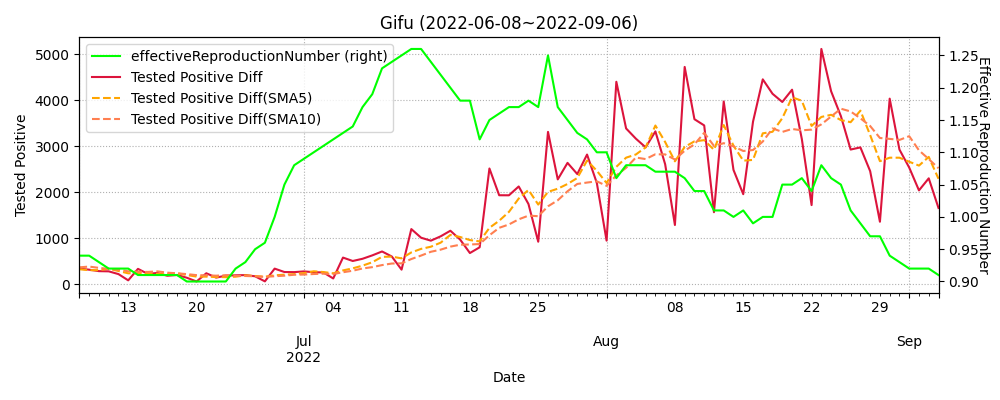 Gifu (2022-06-08~2022-09-06)
effectiveReproductionNumber (right)
Tested Positive Diff
Tested Positive Diff(SMA5)
Tested Positive Diff(SMA10)
Tested Positive
5000
4000
3000
2000
1000
0
Effective Reproduction Number
1.25
1.20
1.15
1.10
1.05
1.00
0.95
0.90
13 20 27 04 11 18 25 08 15 22 29
Jul Aug Sep
2022
Date